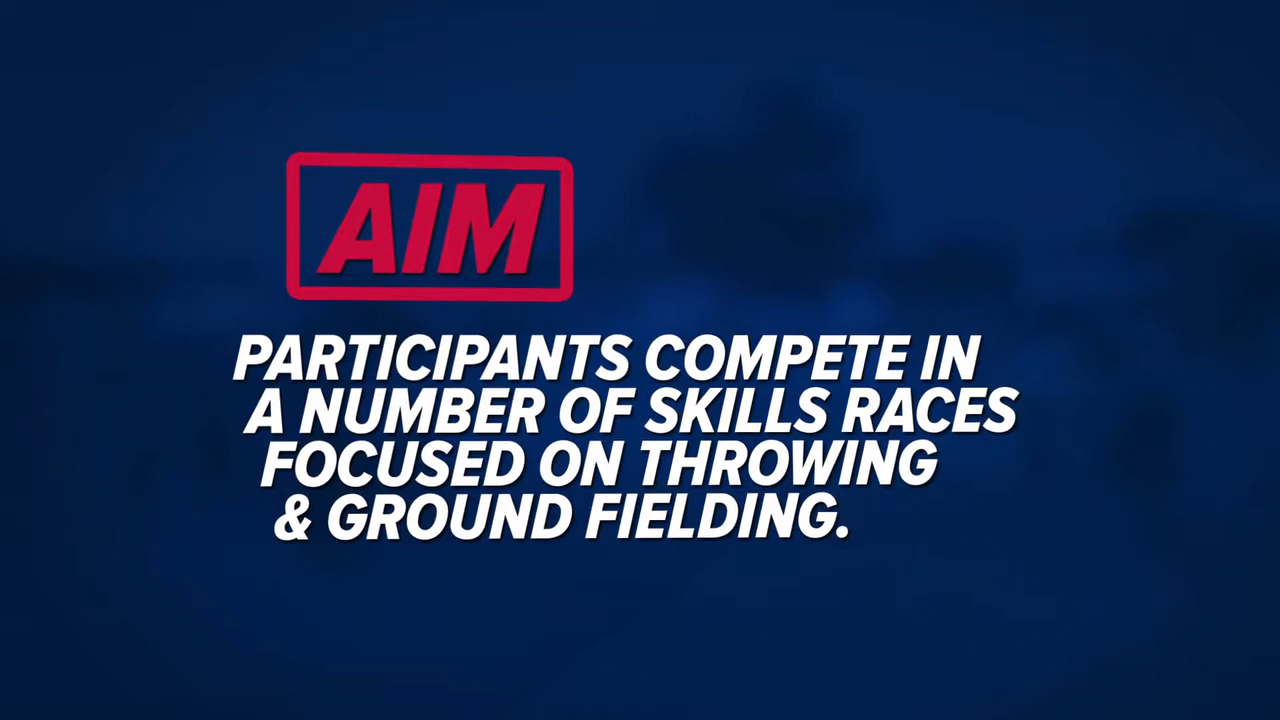 AIM
PARTICIPANTS COMPETE IN
A NUMBER OF SKILLS RACES
FOCUSED ON THROWING
& GROUND FIELDING.